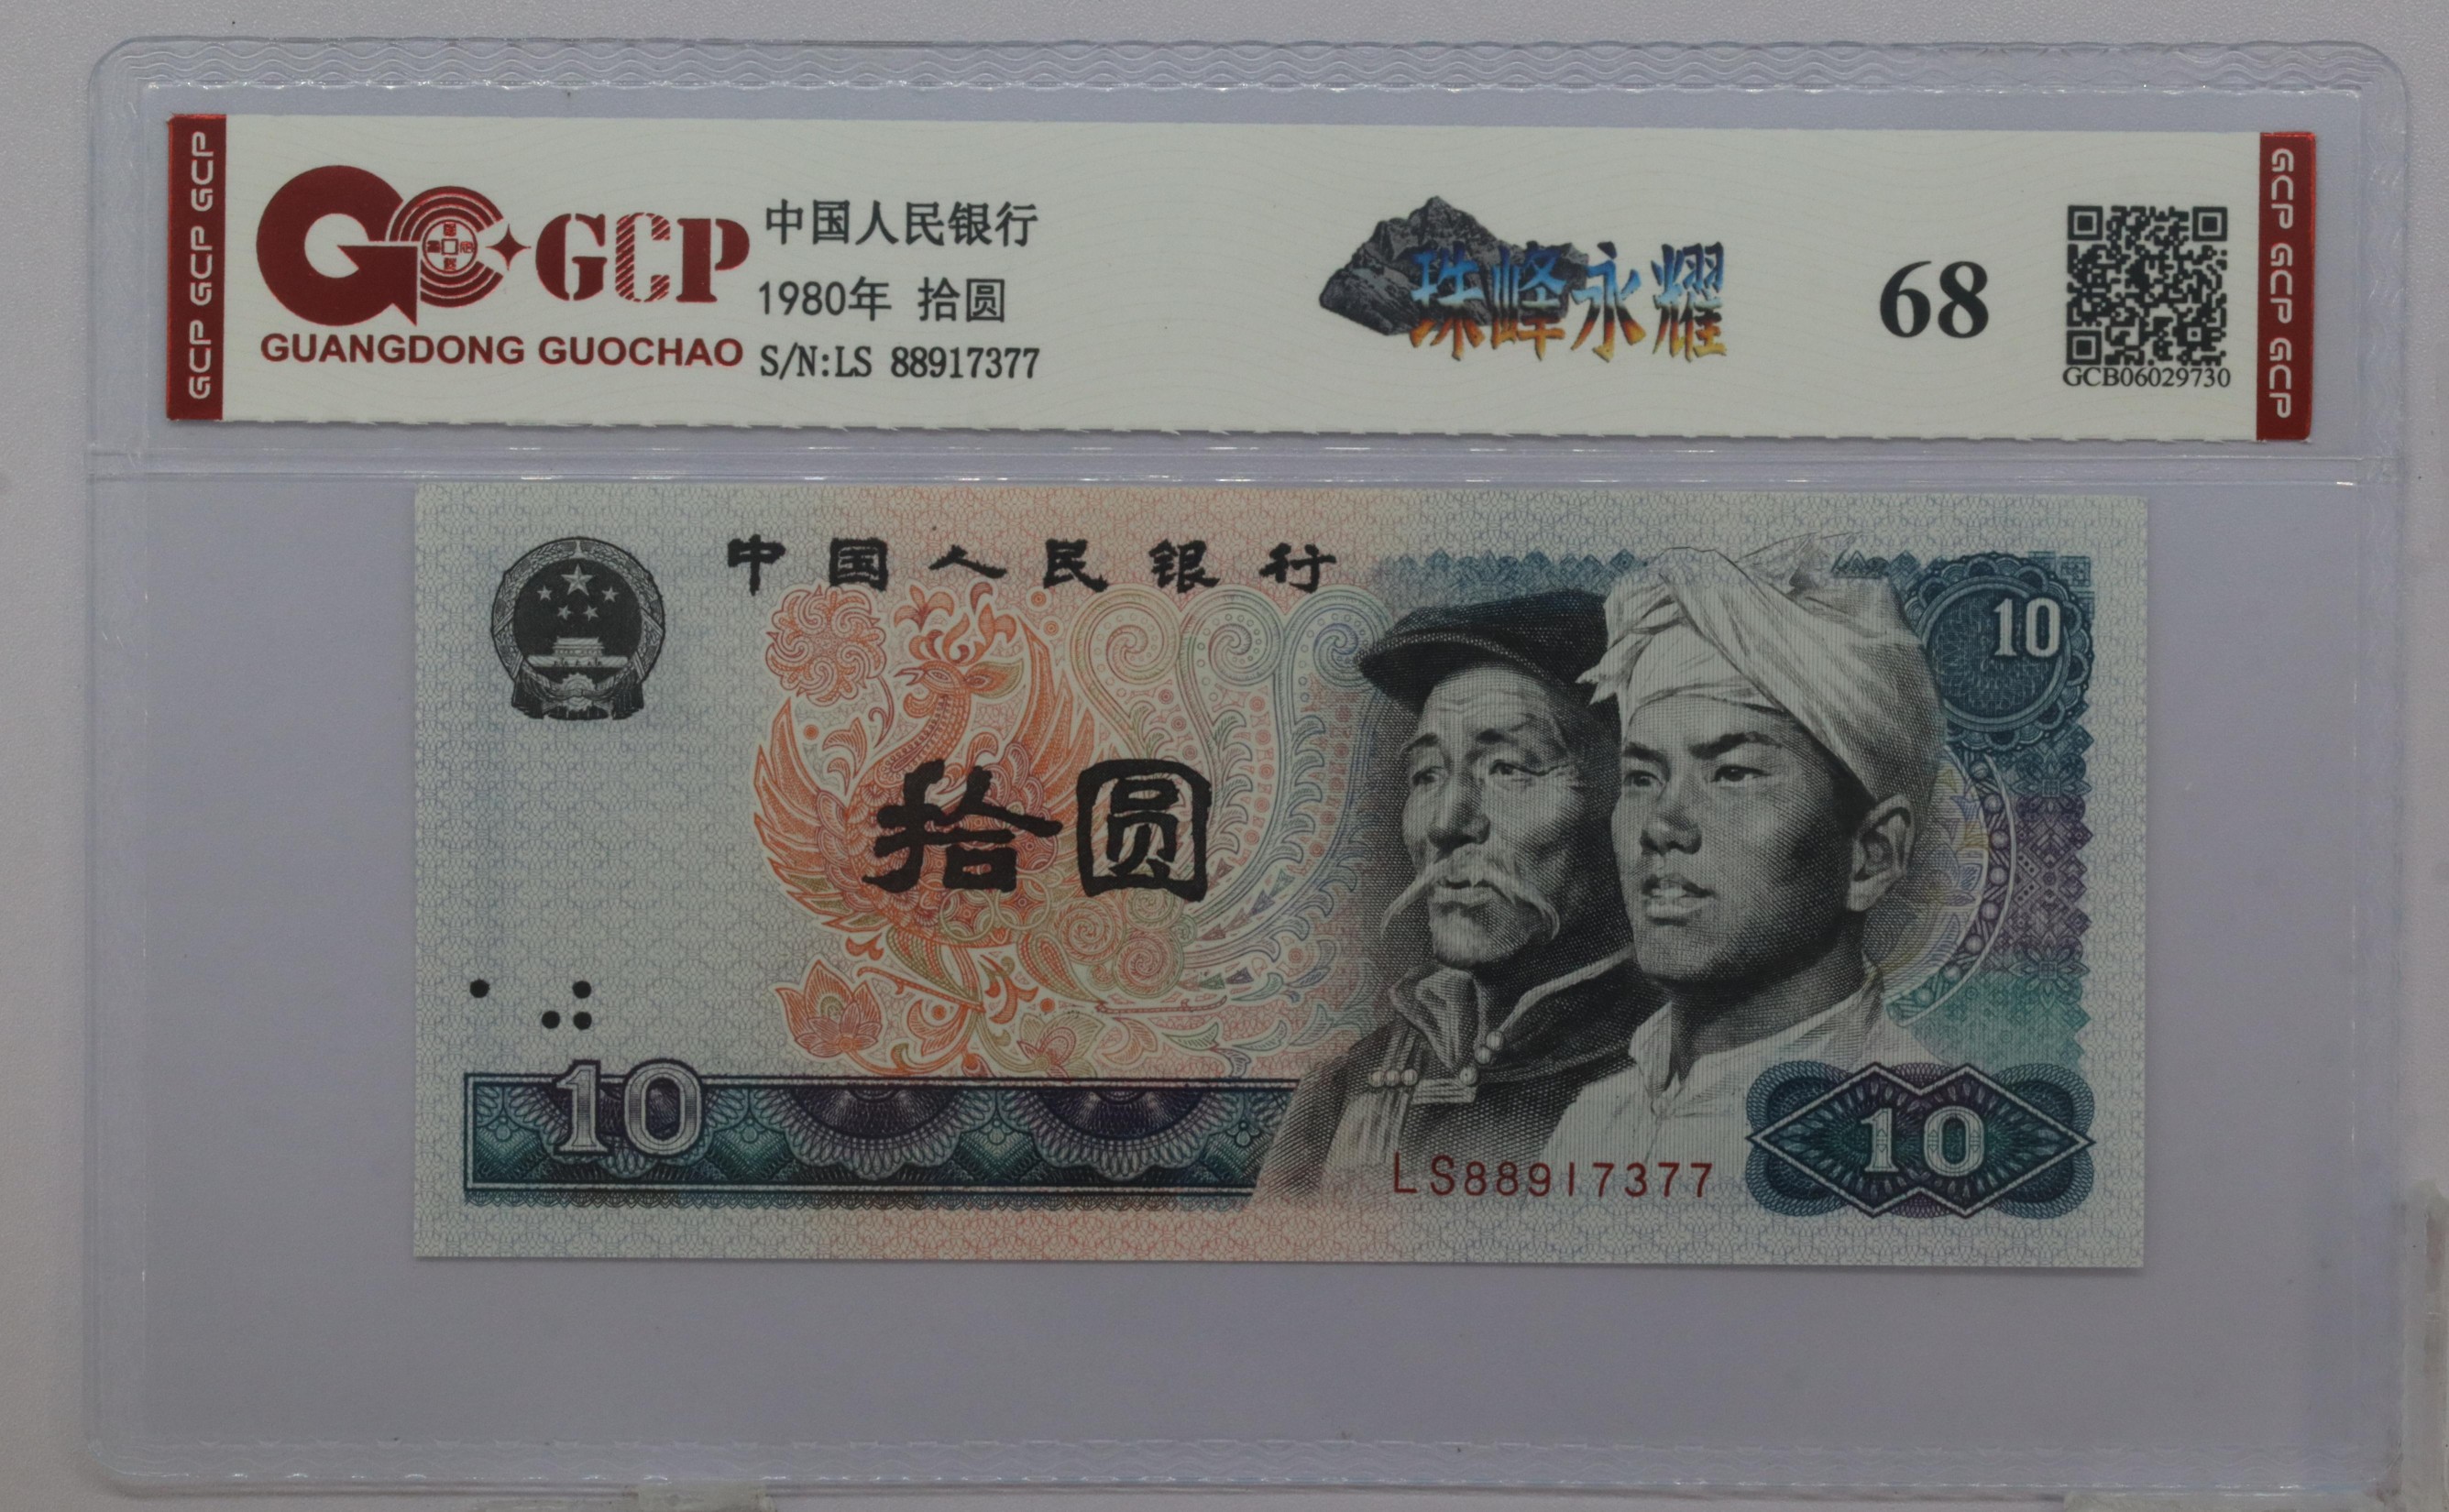 GCP GCP GCP
GCP
GUANGDONG GUOCHAO
中国人民银行
1980年 拾圆
S/N:LS 88917377
珠峰永耀
68
GCB06029730
GCP GCP GCP
中国人民银行
10
拾圆
10
LS88917377
10